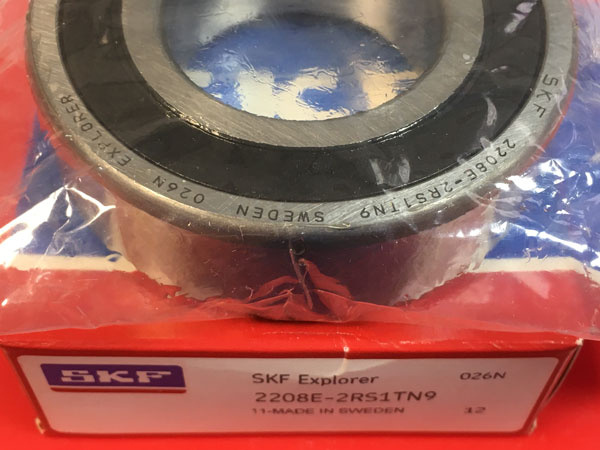 SKF
2208E-2RS1TN9
SWEDEN
026N
EXPLORER
SKF
SKF Explorer
026N
2208E-2RS1TN9
11-MADE IN SWEDEN
12